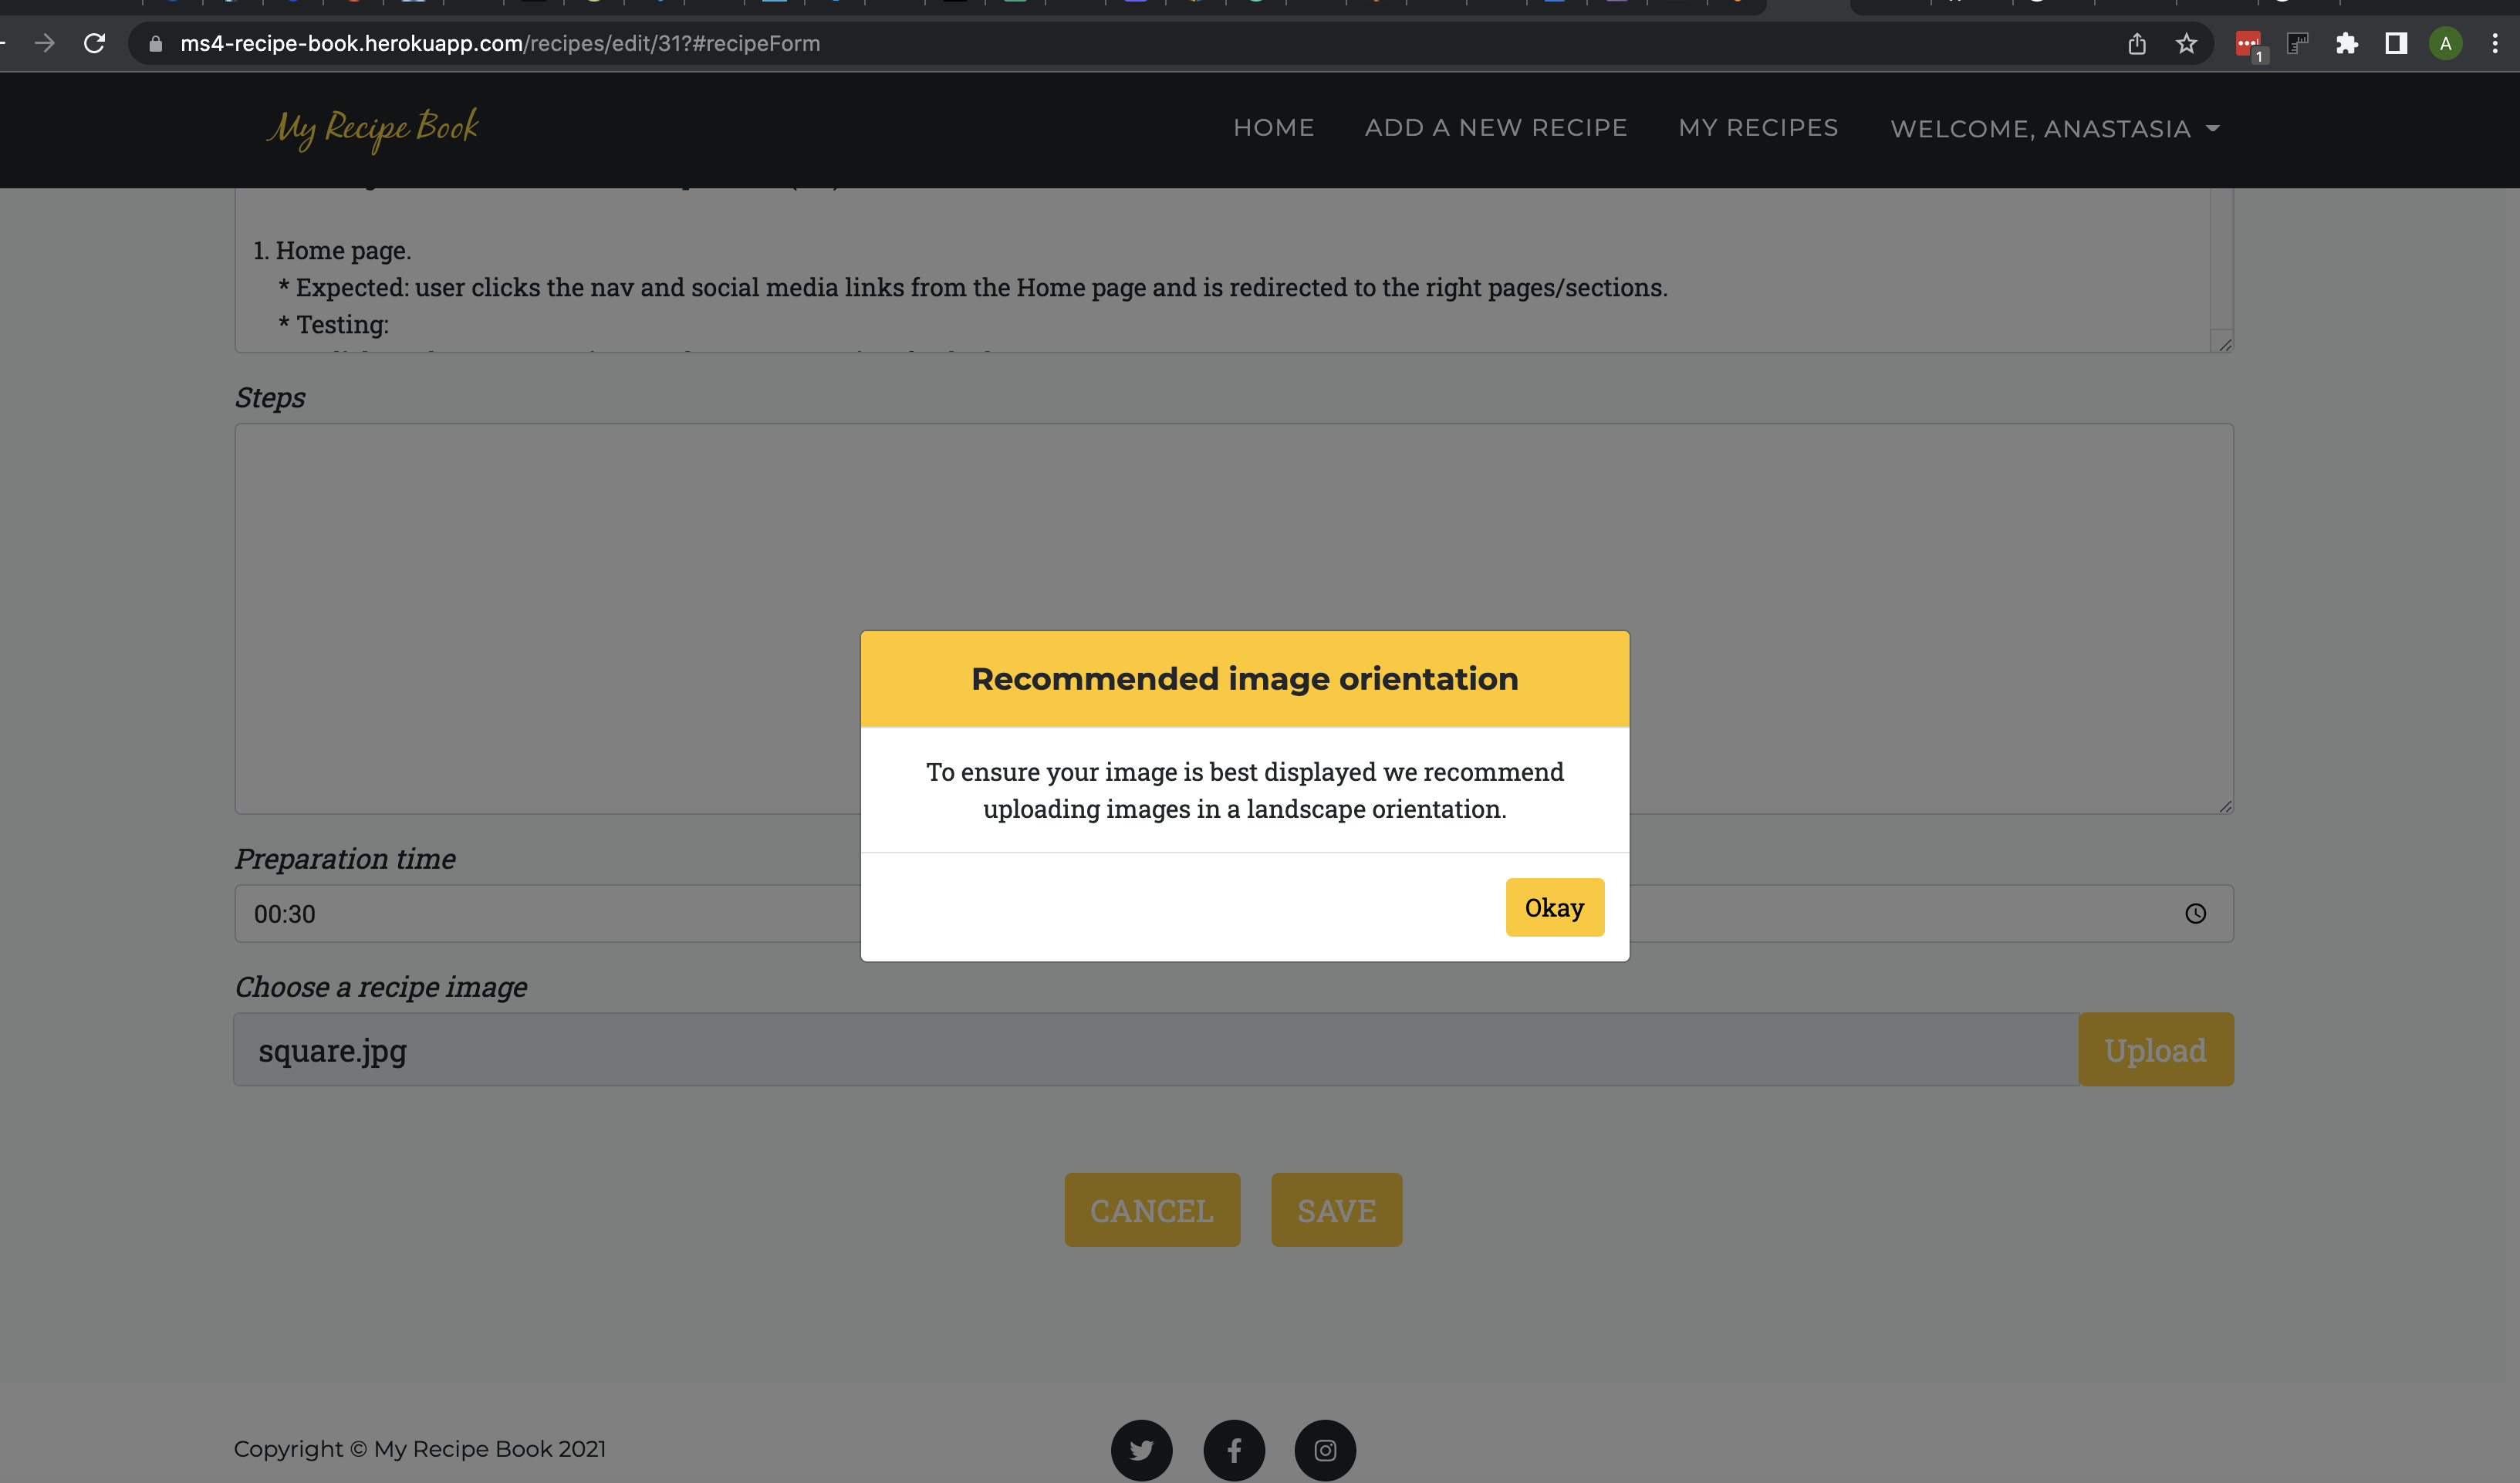 ms4-recipe-book.herokuapp.com/recipes/edit/31?#recipeForm
1
A
My Recipe Book
HOME
ADD A NEW RECIPE
MY RECIPES
WELCOME, ANASTASIA
1. Home page.
* Expected: user clicks the nav and social media links from the Home page and is redirected to the right pages/sections.
* Testing:
Steps
Recommended image orientation
To ensure your image is best displayed we recommend
uploading images in a landscape orientation.
Okay
Preparation time
00:30
Choose a recipe image
square.jpg
Upload
CANCEL
SAVE
Copyright © My Recipe Book 2021